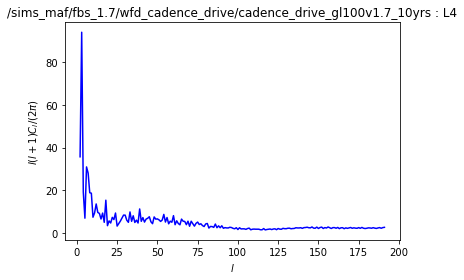 /sims_maf/fbs_1.7/wfd_cadence_drive/cadence_drive_gl100v1.7_10yrs : L4
l(l + 1)C_l/(2π)
80
60
40
20
0
0 25 50 75 100 125 150 175 200
l